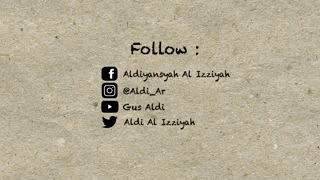 Follow :
Aldiyansyah Al Izziyah
@Aldi_Ar
Gus Aldi
Aldi Al Izziyah